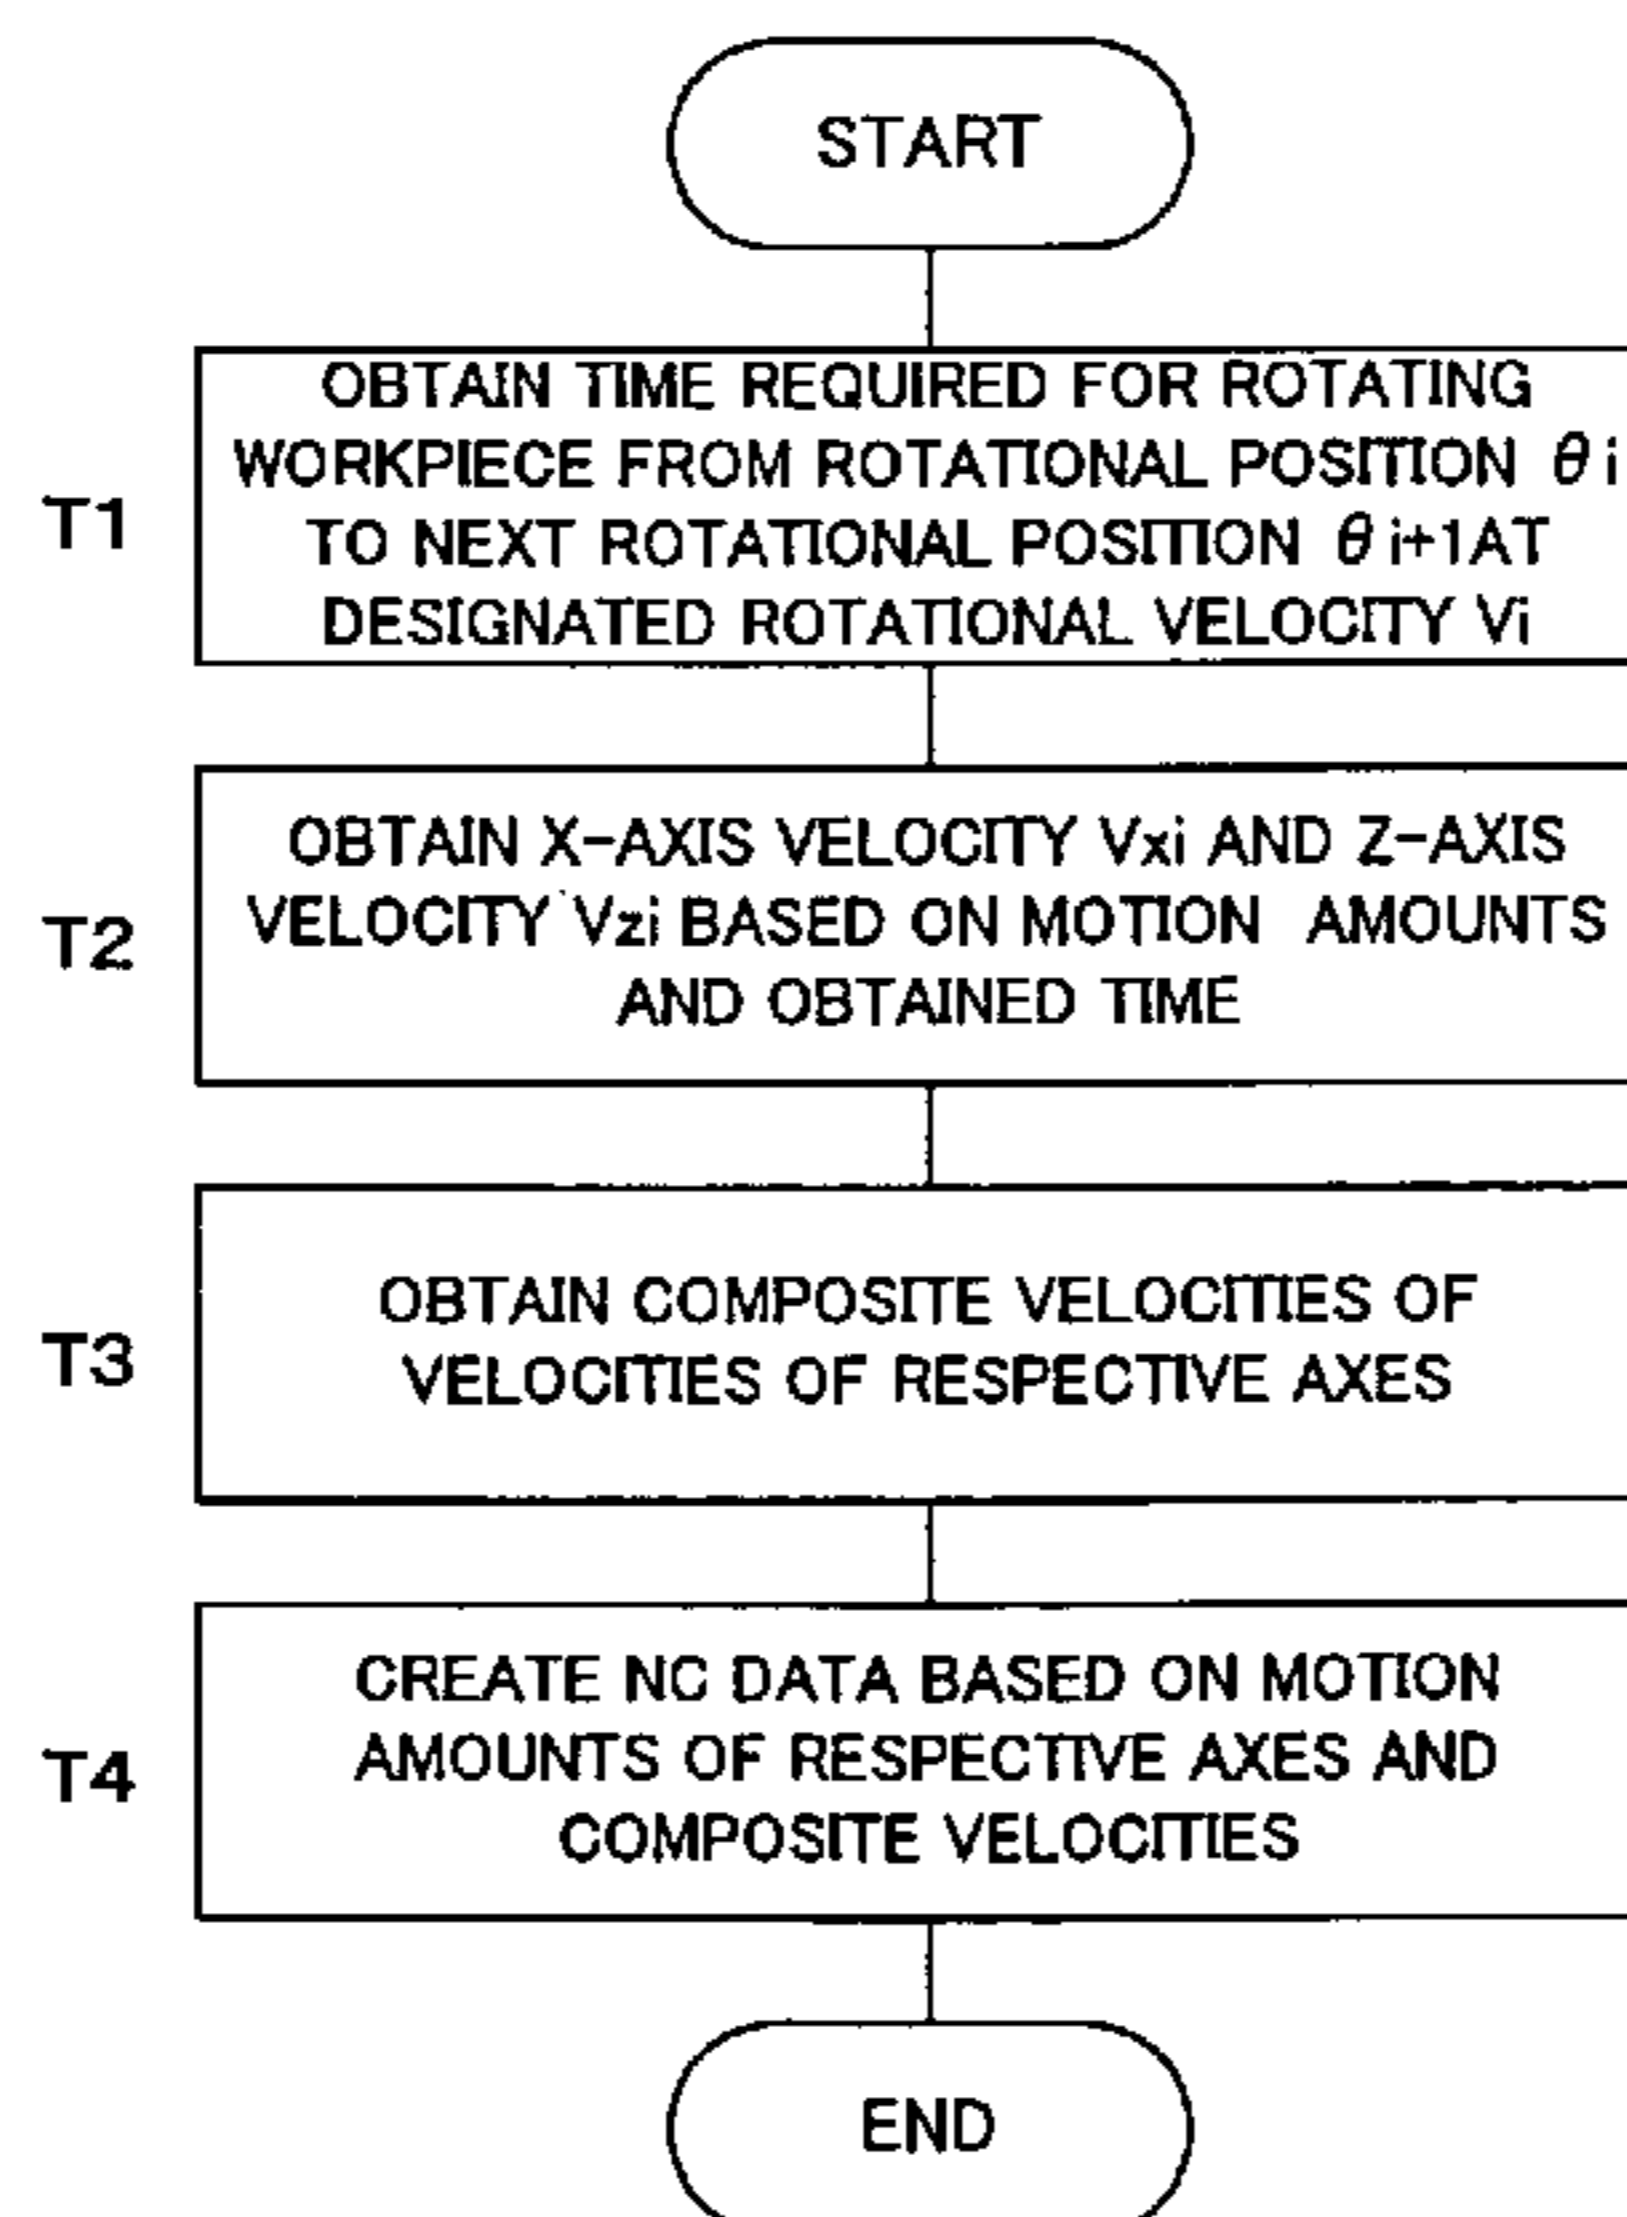 START
OBTAIN TIME REQUIRED FOR ROTATING
WORKPIECE FROM ROTATIONAL POSITION θi
T1
TO NEXT ROTATIONAL POSITION θi+1AT
DESIGNATED ROTATIONAL VELOCITY Vi
OBTAIN X-AXIS VELOCITY Vxi AND Z-AXIS
T2
VELOCITY Vzi BASED ON MOTION AMOUNTS
AND OBTAINED TIME
OBTAIN COMPOSITE VELOCITIES OF
T3
VELOCITIES OF RESPECTIVE AXES
CREATE NC DATA BASED ON MOTION
T4
AMOUNTS OF RESPECTIVE AXES AND
COMPOSITE VELOCITIES
END